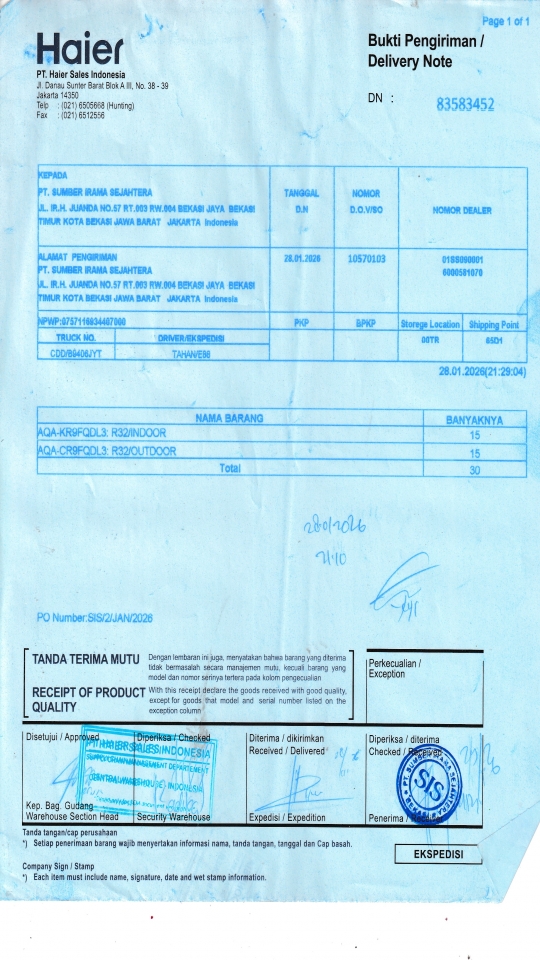 Page 1 of 1
Haier
Bukti Pengiriman /
Delivery Note
PT. Haier Sales Indonesia
Jl. Danau Sunter Barat Blok A III, No. 38 - 39
Jakarta 14350
Telp : (021) 6505668 (Hunting)
Fax : (021) 6512556
DN : 83583452
KEPADA
PT. SUMBER IRAMA SEJAHTERA
JL. IR.H. JUANDA NO.57 RT.003 RW.004 BEKASI JAYA BEKASI
TIMUR KOTA BEKASI JAWA BARAT JAKARTA Indonesia
TANGGAL
D.N
NOMOR
D.O.V/SO
NOMOR DEALER
ALAMAT PENGIRIMAN
PT. SUMBER IRAMA SEJAHTERA
JL. IR.H. JUANDA NO.57 RT.003 RW.004 BEKASI JAYA BEKASI
TIMUR KOTA BEKASI JAWA BARAT JAKARTA Indonesia
28.01.2026
10570103
6000581070
PKP
BPKP
Storege Location
Shipping Point
TRUCK NO.
DRIVER/EKSPEDISI
00TR
CDD/B9406JYT
28.01.2026(21:29:04)
NAMA BARANG
BANYAKNYA
AQA-KR9FQDL3: R32/INDOOR
15
AQA-CR9FQDL3: R32/OUTDOOR
15
Total
30
21:10
PO Number:SIS/2/JAN/2026
TANDA TERIMA MUTU
Dengan lembaran ini juga, menyatakan bahwa barang yang diterima
tidak bermasalah secara manajemen mutu, kecuali barang yang
model dan nomor serinya tertera pada kolom pengecualian
RECEIPT OF PRODUCT
QUALITY
With this receipt declare the goods received with good quality,
except for goods that model and serial number listed on the
exception column
Perkecualian /
Exception
Disetujui / Approved
Diperiksa / Checked
Diterima / dikirimkan
Received / Delivered
Diperiksa / diterima
Checked / Received
PT HAIER SALES INDONESIA
CENTRAL WAREHOUSE INDONESIA
SIS
Kep. Bag. Gudang
Warehouse Section Head
Security Warehouse
Expedisi / Expedition
Penerima /
Tanda tangan/cap perusahaan
*) Setiap penerimaan barang wajib menyertakan informasi nama, tanda tangan, tanggal dan Cap basah.
EKSPEDISI
Company Sign / Stamp
*) Each item must include name, signature, date and wet stamp information.